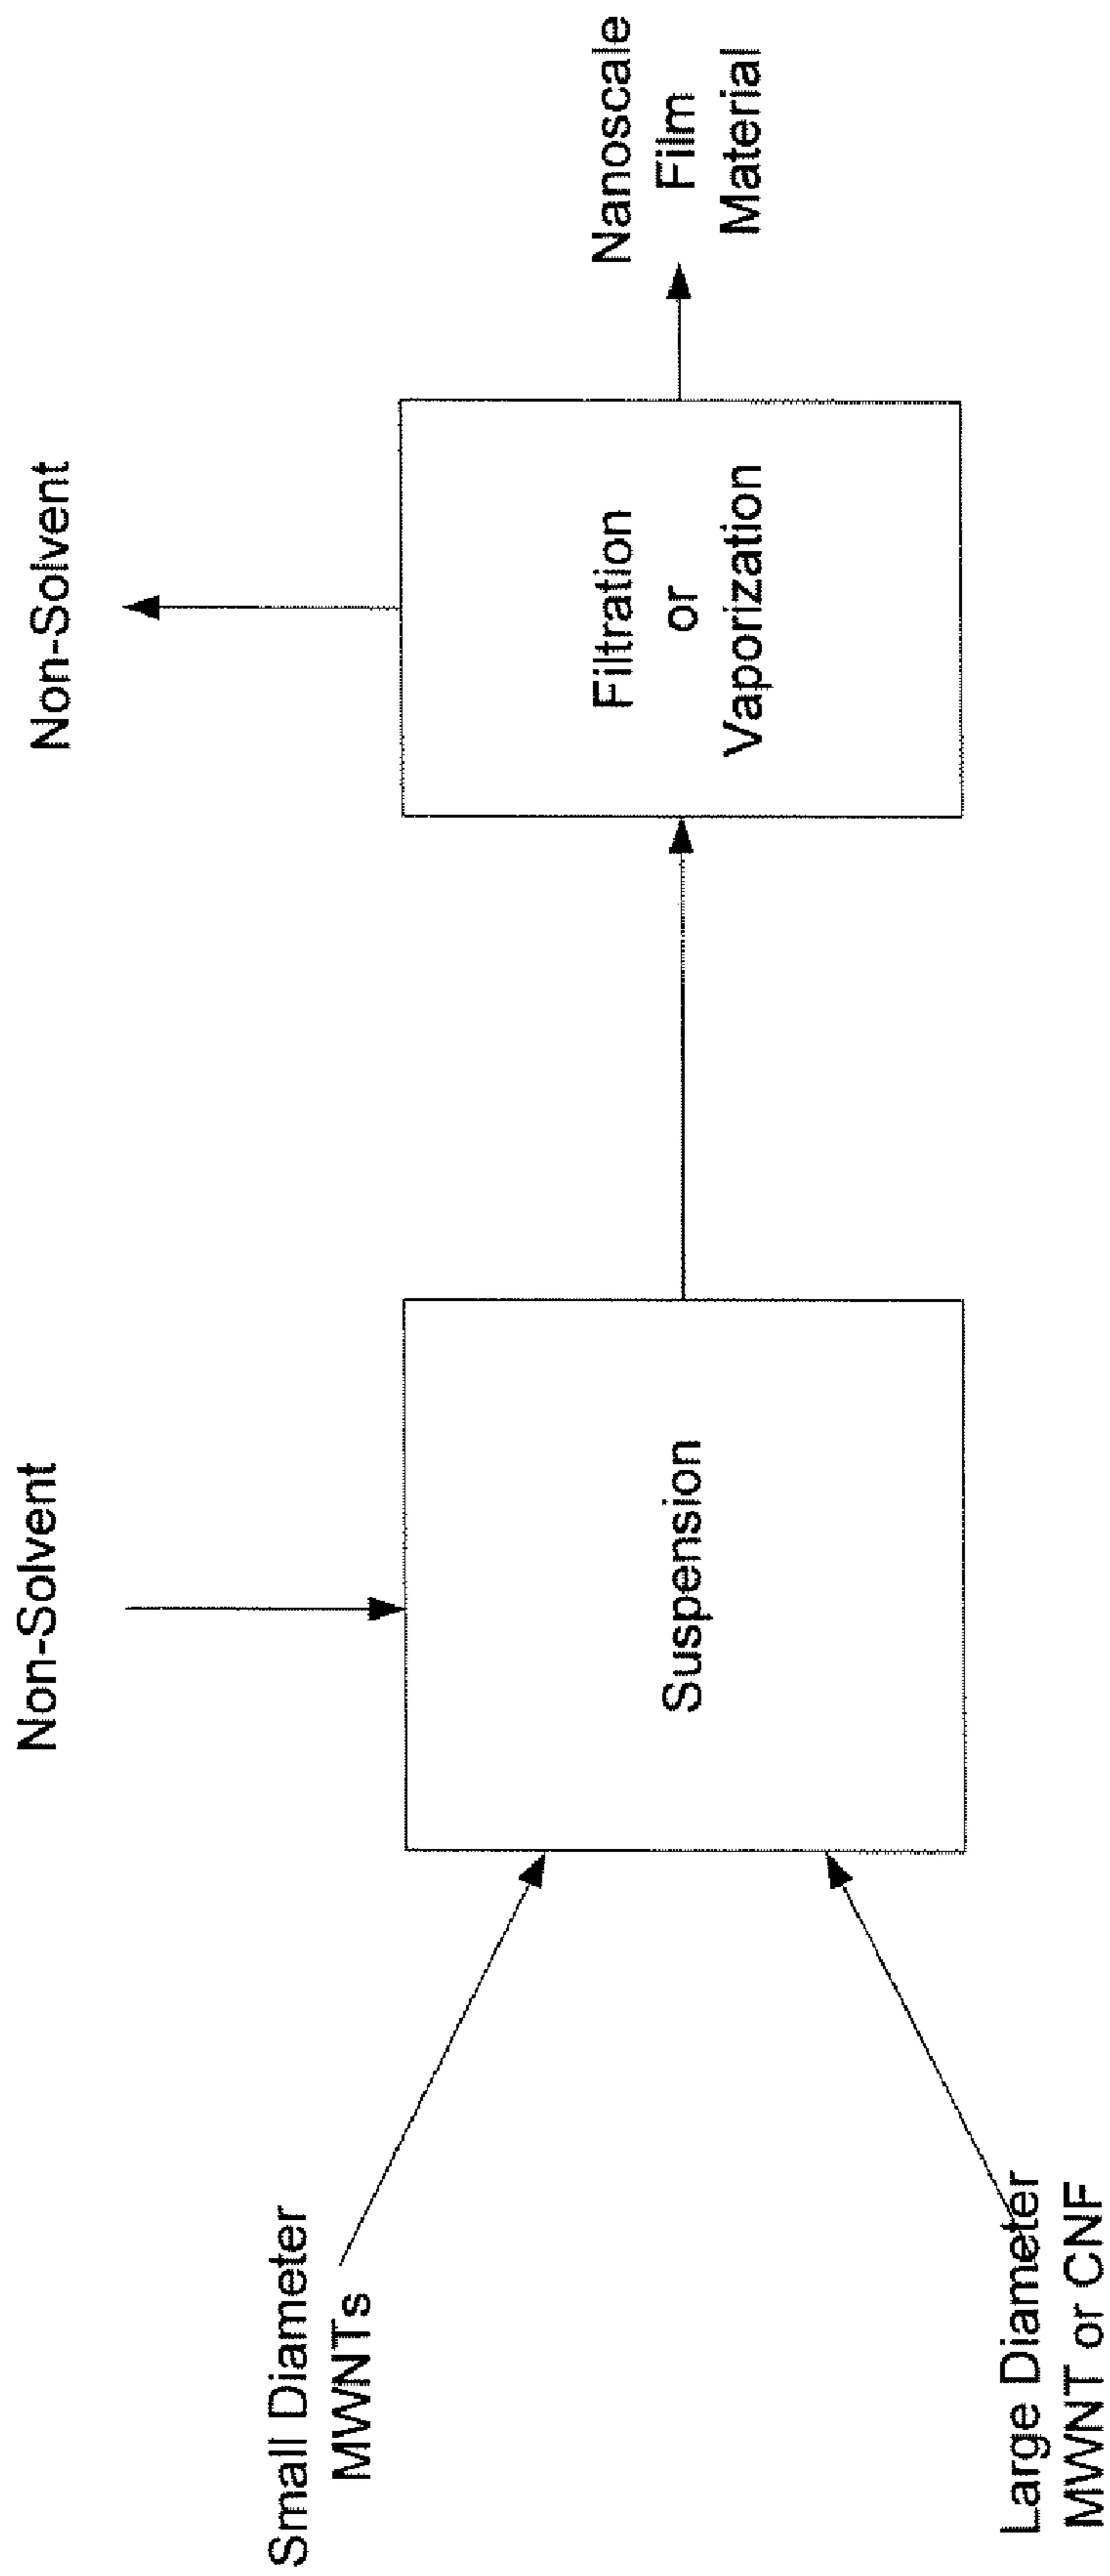 Non-Solvent
Non-Solvent
Small Diameter
MWNTs
Suspension
Filtration
or
Vaporization
Nanoscale
Film
Material
Large Diameter
MWNT or CNF